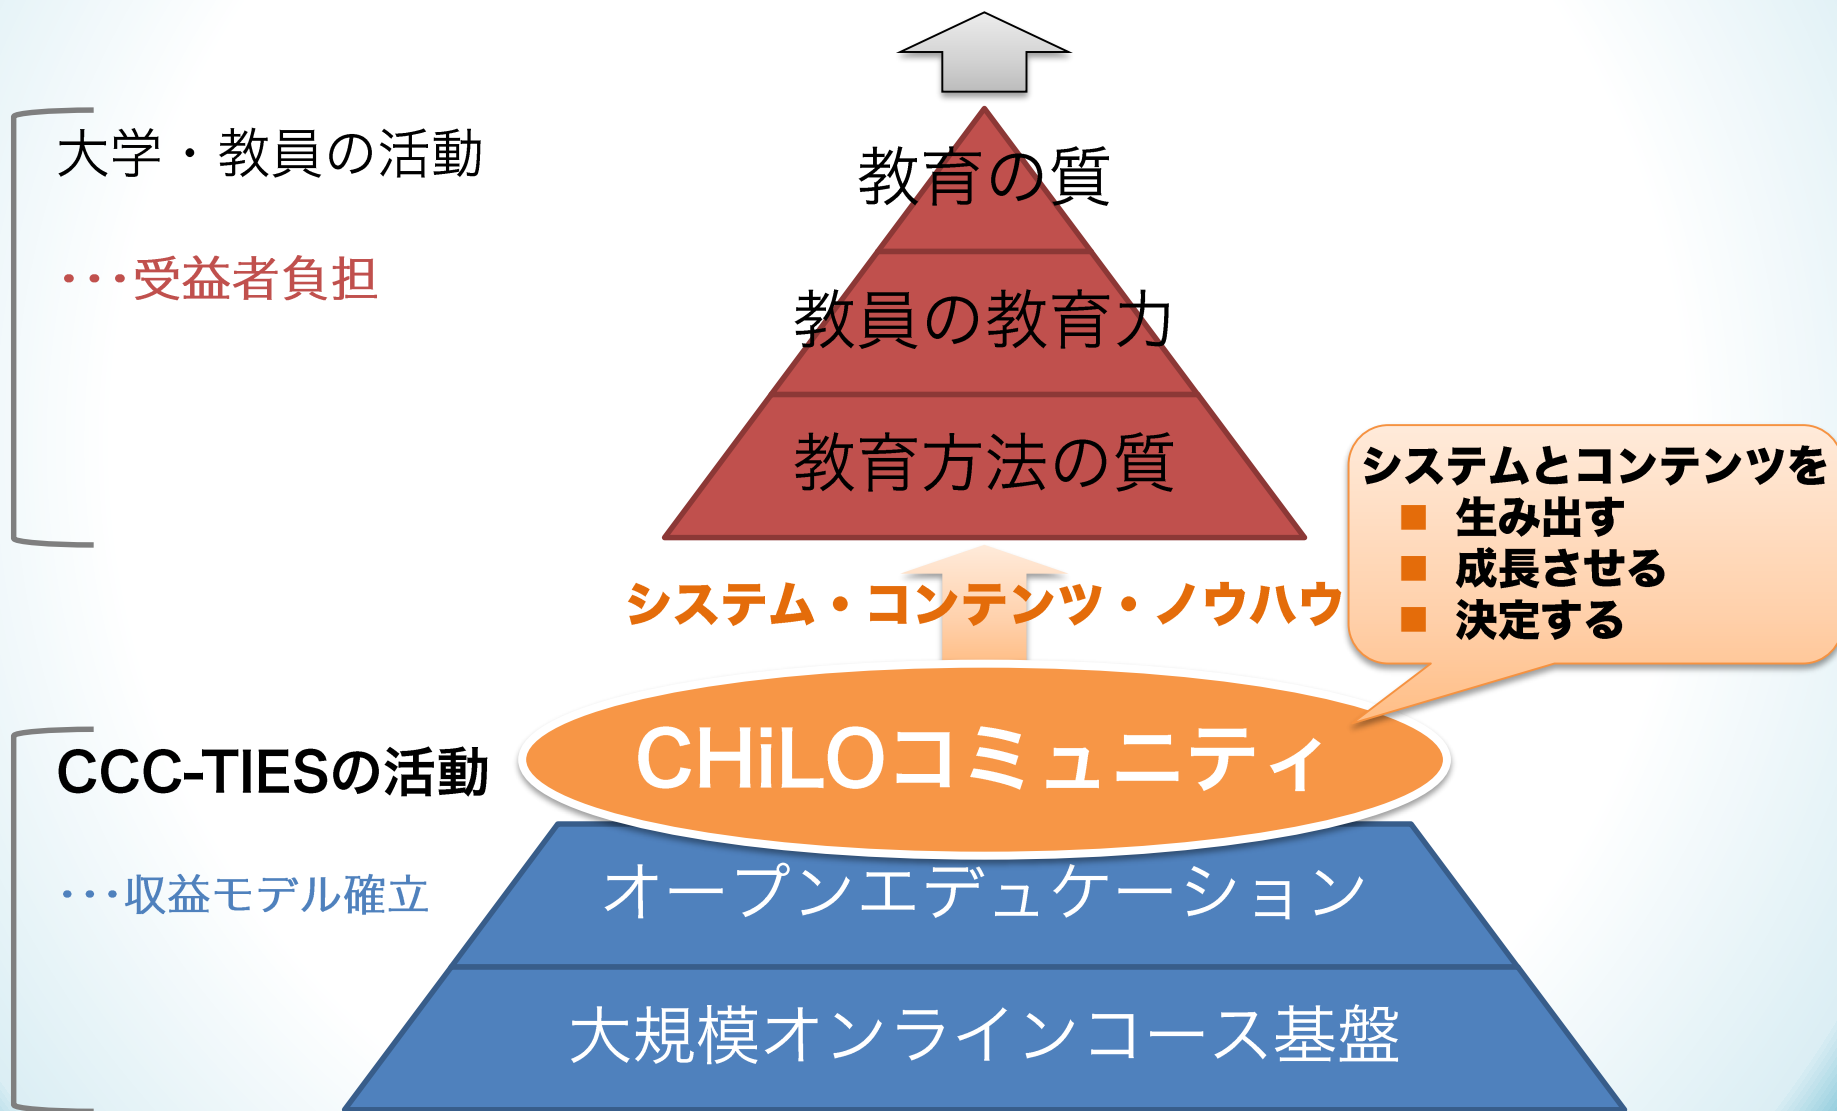 大学・教員の活動
・・・受益者負担
教育の質
教員の教育力
教育方法の質
システムとコンテンツを
■ 生み出す
■ 成長させる
■ 決定する
システム・コンテンツ・ノウハウ
CHiLOコミュニティ
CCC-TIESの活動
・・・収益モデル確立
オープンエデュケーション
大規模オンラインコース基盤